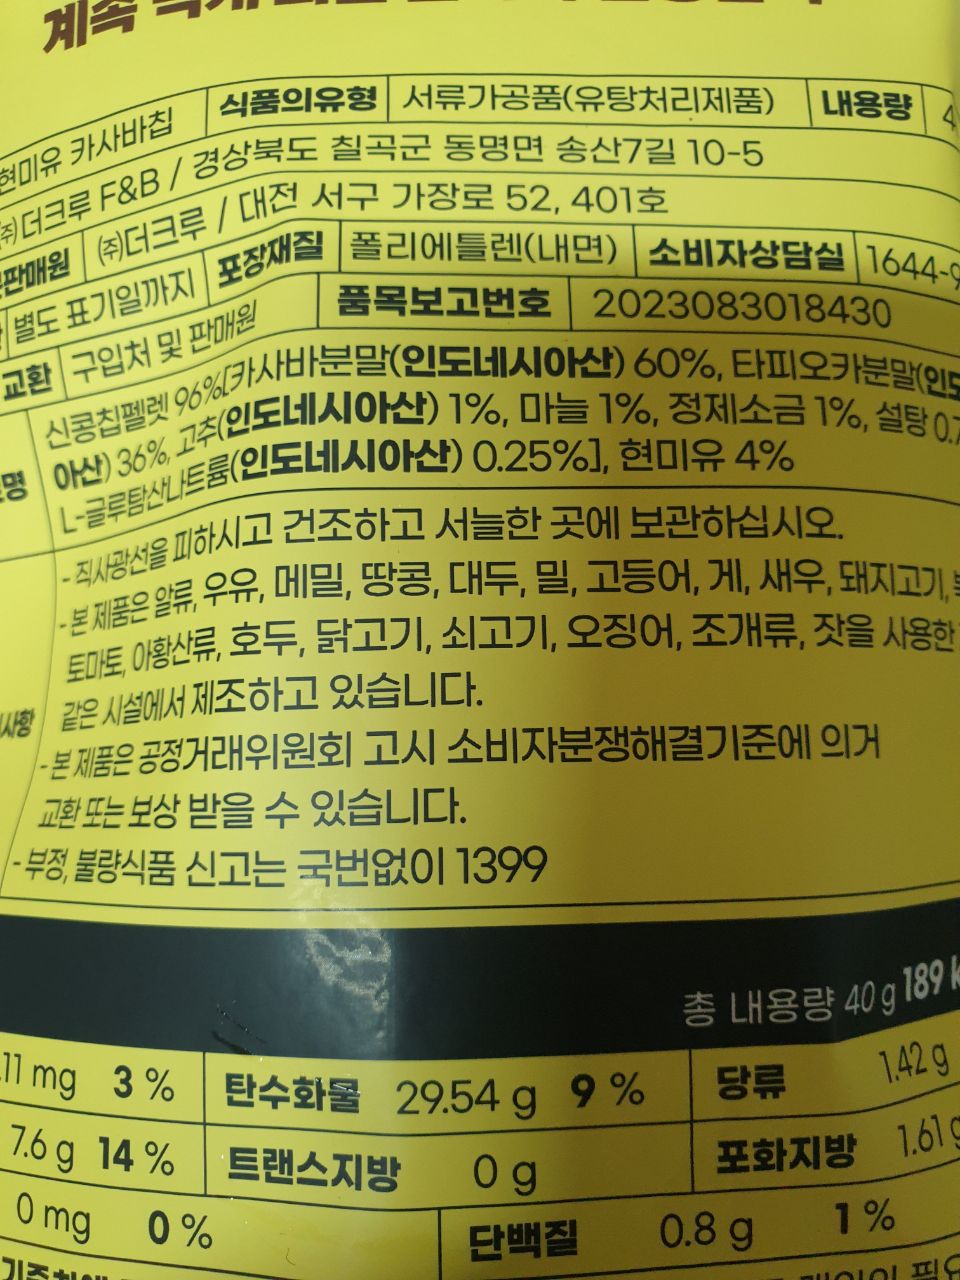 계속
현미유 카사바칩 식품의유형 서류가공품(유탕처리제품) 내용량 4
㈜더크루 F&B / 경상북도 칠곡군 동명면 송산7길 10-5
판매원 ㈜더크루 / 대전 서구 가장로 52, 401호
별도 표기일까지 포장재질 폴리에틸렌(내면) 소비자상담실 1644-9
교환 구입처 및 판매원 품목보고번호 2023083018430
명 신콩칩펠렛 96%[카사바분말(인도네시아산) 60%, 타피오카분말(인도
아산) 36%, 고추(인도네시아산) 1%, 마늘 1%, 정제소금 1%, 설탕 0.7
L-글루탐산나트륨(인도네시아산) 0.25%], 현미유 4%
- 직사광선을 피하시고 건조하고 서늘한 곳에 보관하십시오.
- 본 제품은 알류, 우유, 메밀, 땅콩, 대두, 밀, 고등어, 게, 새우, 돼지고기,
토마토, 아황산류, 호두, 닭고기, 쇠고기, 오징어, 조개류, 잣을 사용한
사항 같은 시설에서 제조하고 있습니다.
- 본 제품은 공정거래위원회 고시 소비자분쟁해결기준에 의거
교환 또는 보상 받을 수 있습니다.
- 부정, 불량식품 신고는 국번없이 1399
총 내용량 40 g 189 k
11 mg 3 % 탄수화물 29.54 g 9 % 당류 1.42 g
7.6 g 14 % 트랜스지방 0 g 포화지방 1.61 g
0 mg 0 % 단백질 0.8 g 1 %